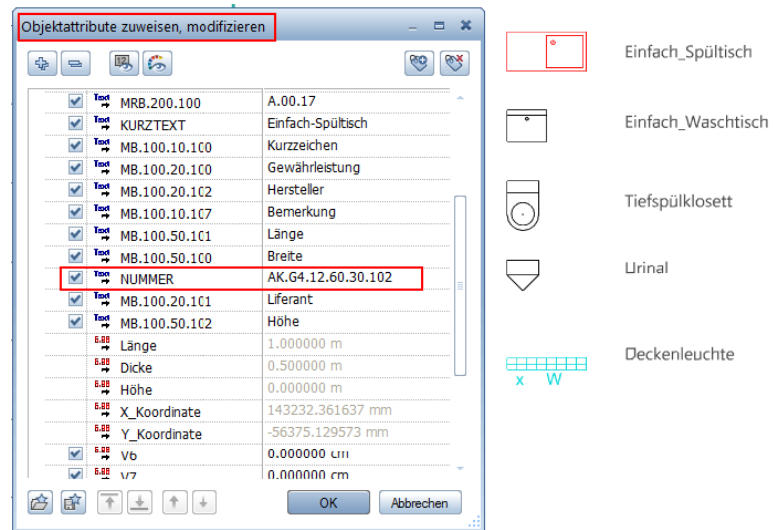 Objektattribute zuweisen, modifizieren
MRB.200.100 A.00.17
KURZTEXT Einfach-Spültisch
MB.100.10.100 Kurzzeichen
MB.100.20.100 Gewährleistung
MB.100.20.102 Hersteller
MB.100.10.107 Bemerkung
MB.100.50.101 Länge
MB.100.50.100 Breite
NUMMER AK.G4.12.60.30.102
MB.100.20.101 Liferant
MB.100.50.102 Höhe
Länge 1.000000 m
Dicke 0.500000 m
Höhe 0.000000 m
X_Koordinate 143232.361637 mm
Y_Koordinate -56375.129573 mm
V6 0.000000 cm
V7 0.000000 cm
OK Abbrechen
Einfach_Spültisch
Einfach_Waschtisch
Tiefspülklosett
Urinal
Deckenleuchte
x W